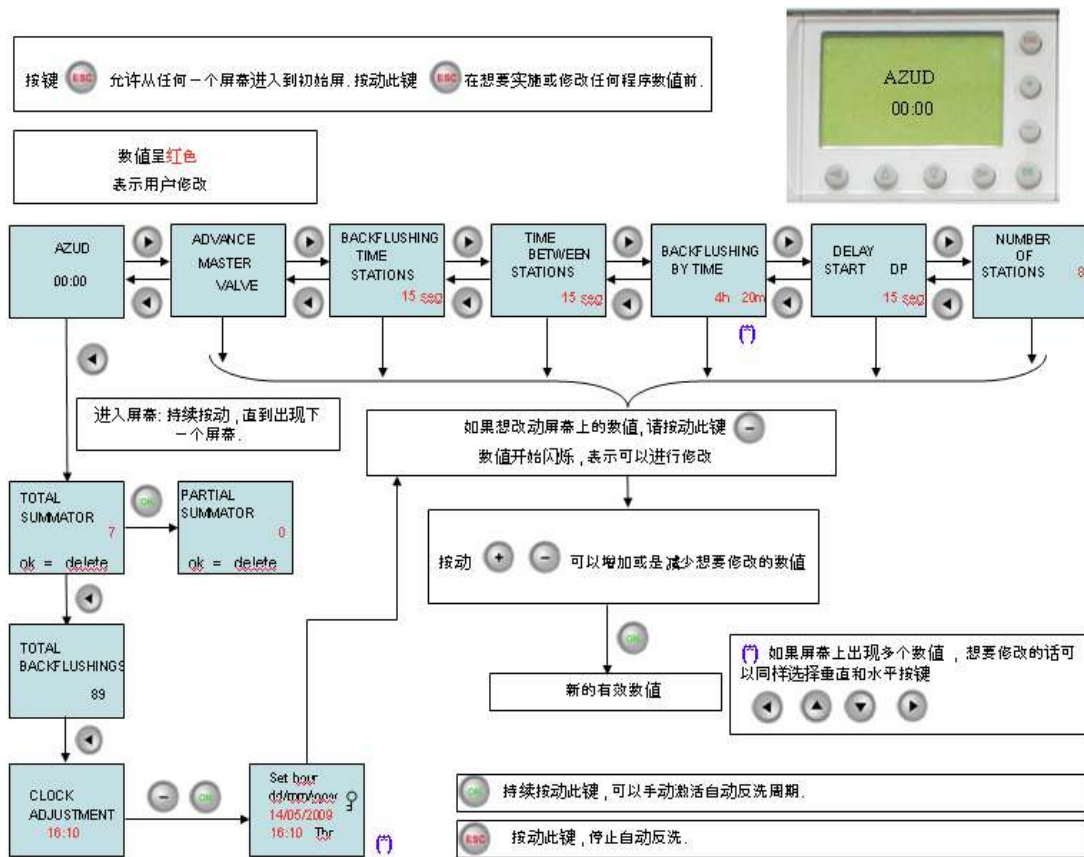 按键 ESC 允许从任何一个屏幕进入到初始屏.按动此键 ESC 在想要实施或修改任何程序数值前.
AZUD
00:00
数值呈红色
表示用户修改
AZUD
00:00
ADVANCE
MASTER
VALVE
BACKFLUSHING
TIME
STATIONS
15 seg
TIME
BETWEEN
STATIONS
15 seg
BACKFLUSHING
BY TIME
4h 20m
(*)
DELAY
START DP
15 seg
NUMBER
OF
STATIONS
8
进入屏幕: 持续按动 , 直到出现下
一个屏幕.
如果想改动屏幕上的数值,请按动此键 −
数值开始闪烁 , 表示可以进行修改
TOTAL
SUMMATOR
7
ok = delete
ON
PARTIAL
SUMMATOR
0
ok = delete
按动 + − 可以增加或是减少想要修改的数值
ON
新的有效数值
TOTAL
BACKFLUSHINGS
89
(*) 如果屏幕上出现多个数值 , 想要修改的话可
以同样选择垂直和水平按键
CLOCK
ADJUSTMENT
16:10
− ON
Set hour
14/05/2009
16:10 Thr
(*)
ON 持续按动此键 , 可以手动激活自动反洗周期.
ESC 按动此键 , 停止自动反洗.